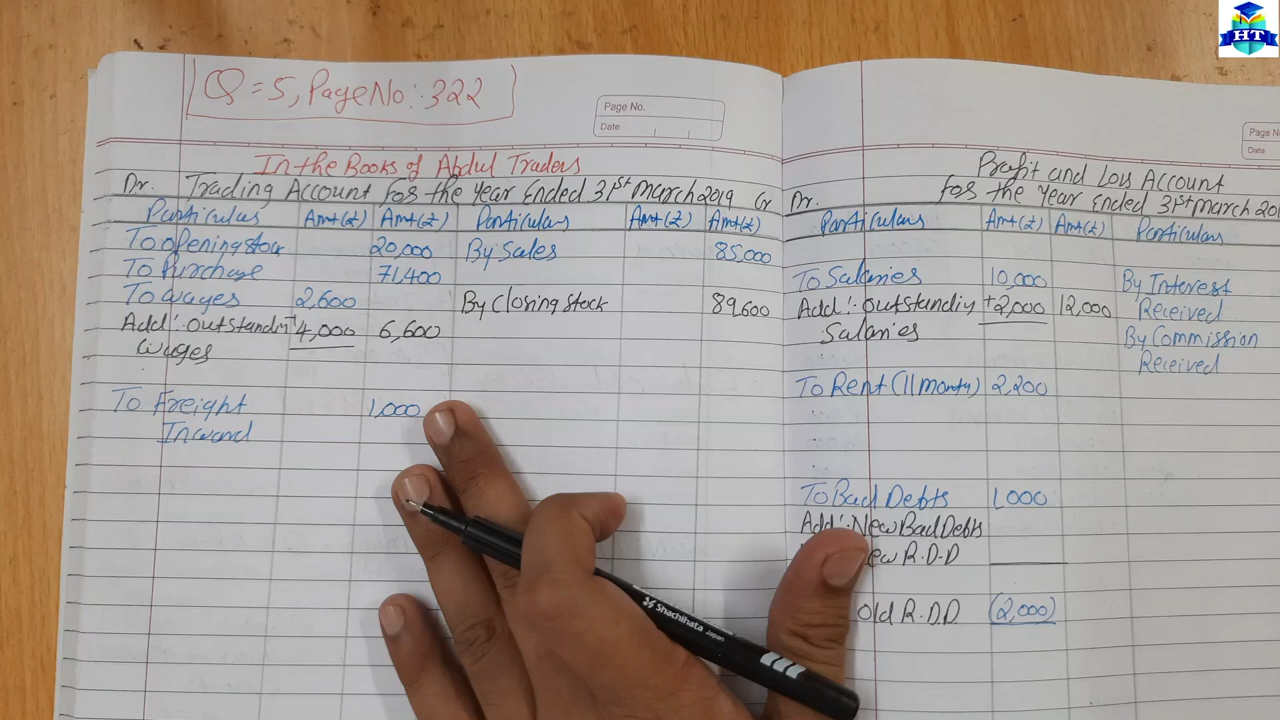 HT
Q=5, Page No:- 322
Page No.
Date
Page N
Date
In the Books of Abdul Traders
Dr. Trading Account for the Year Ended 31st March 2019 Cr
Particulars Amt(₹) Amt(₹) Particulars Amt(₹) Amt(₹)
To opening stock 20,000 By Sales 85,000
To Purchase 71,400
To wages 2,600 By Closing Stock 89,600
Add:- outstanding +4,000 6,600
wages
To Freight 1,000
Inward
Profit and Loss Account
Dr. for the Year Ended 31st March 20
Particulars Amt(₹) Amt(₹) Particulars
To Salaries 10,000 By Interest
Add:- outstandin +2,000 12,000 Received
Salaries By Commission
Received
To Rent (11 month) 2,200
To Bad Debts 1,000
Add:- New Bad Debts
ew R.D.D
old R.D.D (2,000)
Shachihata Japan